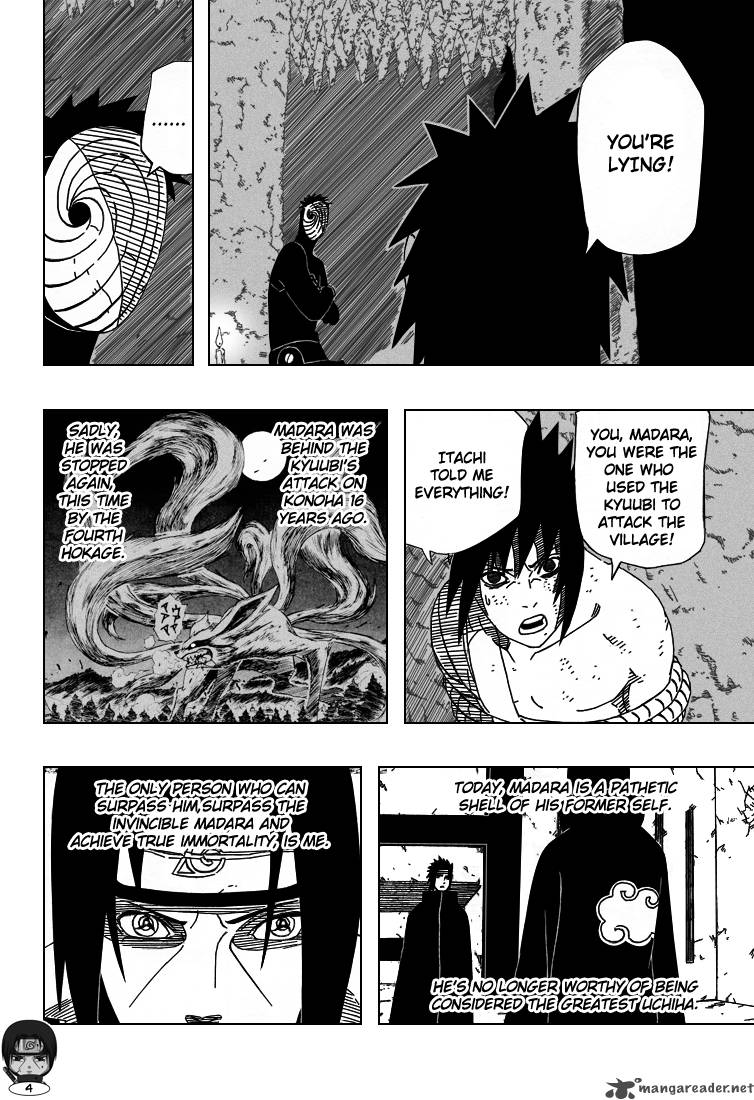 YOU'RE
LYING!
......
YOU, MADARA,
YOU WERE THE
ONE WHO
USED THE
KYUUBI TO
ATTACK THE
VILLAGE!
ITACHI
TOLD ME
EVERYTHING!
MADARA WAS
BEHIND THE
KYUUBI'S
ATTACK ON
KONOHA 16
YEARS AGO.
SADLY,
HE WAS
STOPPED
AGAIN,
THIS TIME
BY THE
FOURTH
HOKAGE.
TODAY, MADARA IS A PATHETIC
SHELL OF HIS FORMER SELF.
HE'S NO LONGER WORTHY OF BEING
CONSIDERED THE GREATEST UCHIHA.
THE ONLY PERSON WHO CAN
SURPASS HIM,SURPASS THE
INVINCIBLE MADARA AND
ACHIEVE TRUE IMMORTALITY, IS ME.
4
mangareader.net